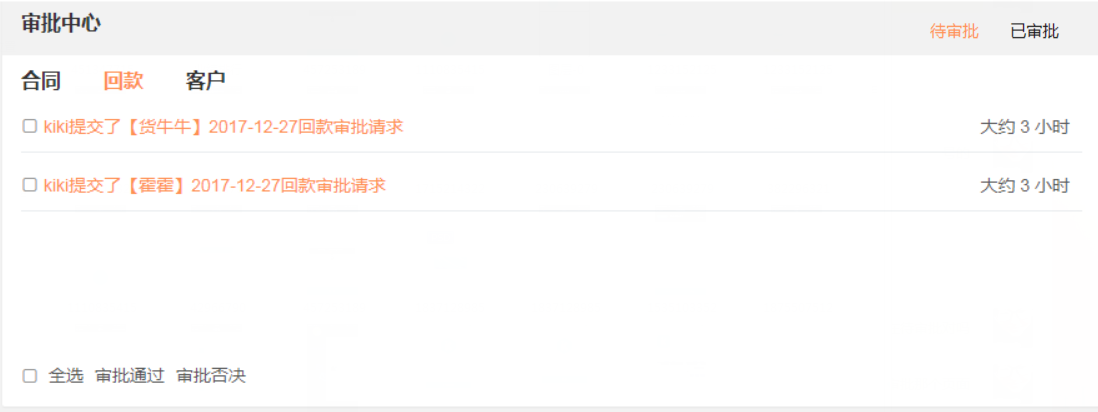 审批中心
待审批 已审批
合同 回款 客户
kiki提交了【货牛牛】2017-12-27回款审批请求 大约 3 小时
kiki提交了【霍霍】2017-12-27回款审批请求 大约 3 小时
全选 审批通过 审批否决